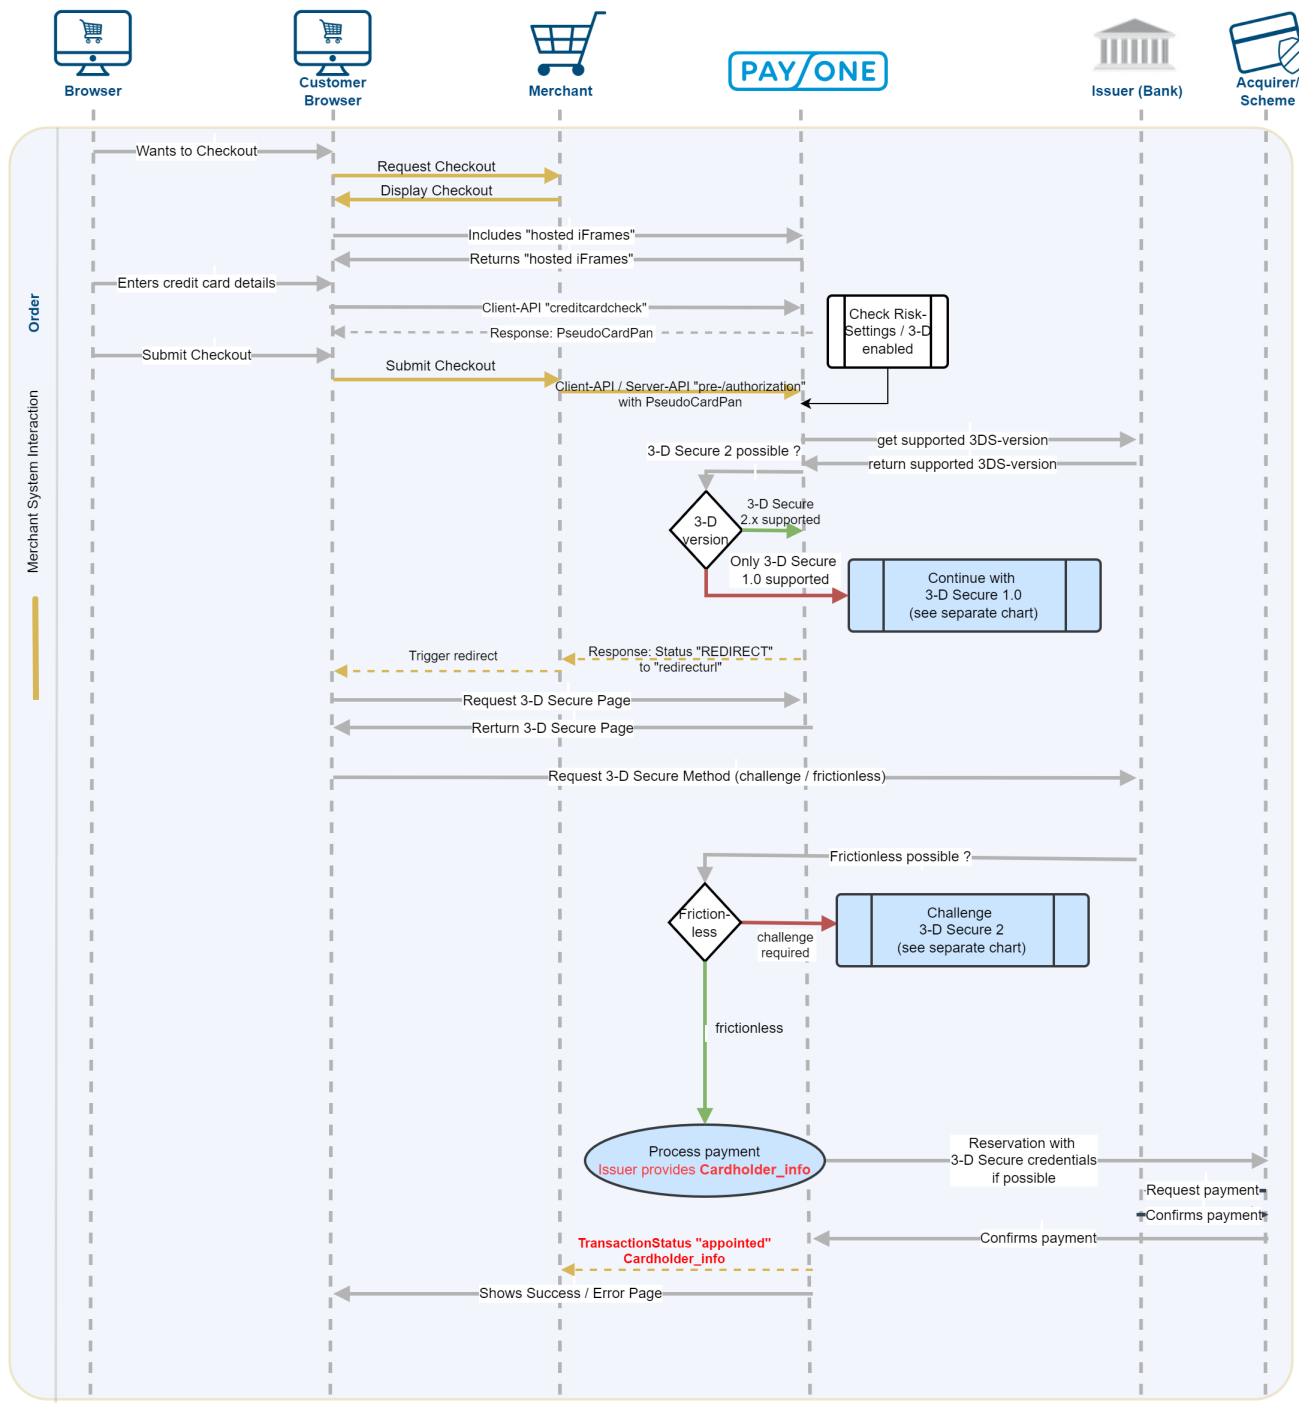 Browser
Customer
Browser
Merchant
PAY/ONE
Issuer (Bank)
Acquirer/
Scheme
Order
Merchant System Interaction
Wants to Checkout
Request Checkout
Display Checkout
Includes "hosted iFrames"
Returns "hosted iFrames"
Enters credit card details
Client-API "creditcardcheck"
Check Risk-
Settings / 3-D
enabled
Response: PseudoCardPan
Submit Checkout
Submit Checkout
Client-API / Server-API "pre-/authorization"
with PseudoCardPan
get supported 3DS-version
3-D Secure 2 possible ?
return supported 3DS-version
3-D
version
3-D Secure
2.x supported
Only 3-D Secure
1.0 supported
Continue with
3-D Secure 1.0
(see separate chart)
Response: Status "REDIRECT"
to "redirecturl"
Trigger redirect
Request 3-D Secure Page
Rerturn 3-D Secure Page
Request 3-D Secure Method (challenge / frictionless)
Frictionless possible ?
Friction-
less
challenge
required
Challenge
3-D Secure 2
(see separate chart)
frictionless
Process payment
Issuer provides Cardholder_info
Reservation with
3-D Secure credentials
if possible
Request payment
Confirms payment
Confirms payment
TransactionStatus "appointed"
Cardholder_info
Shows Success / Error Page